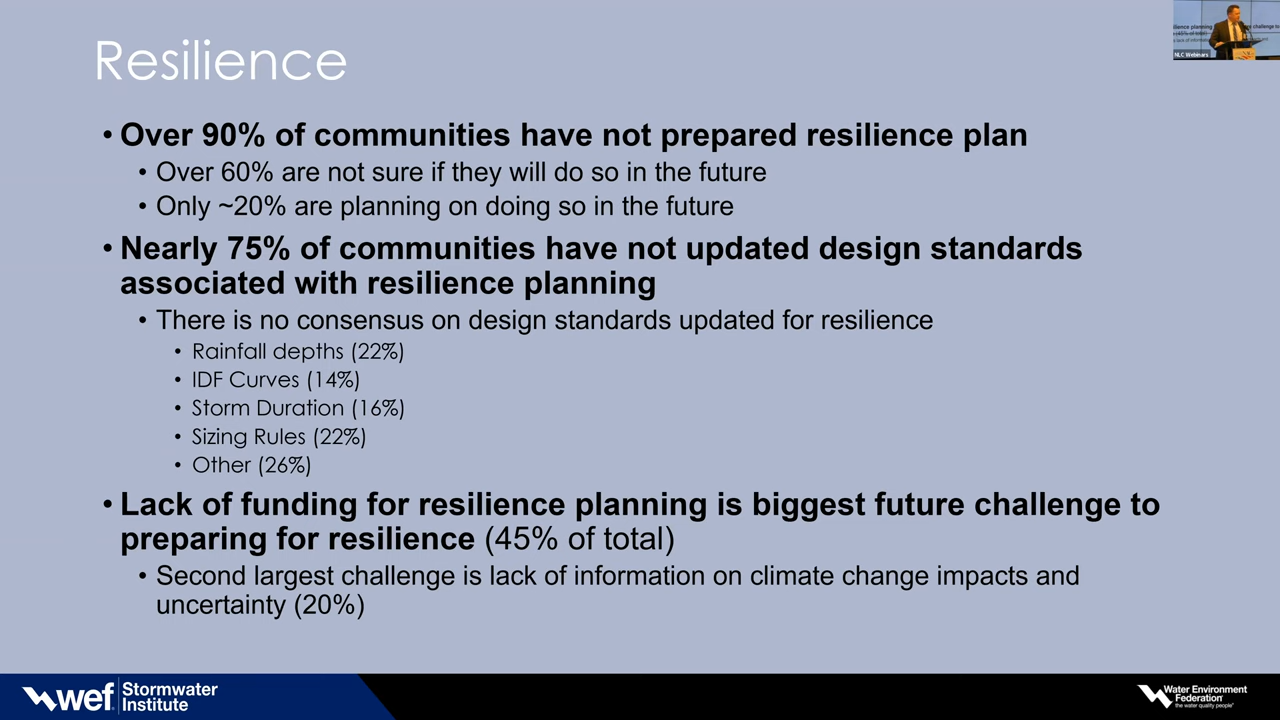 Resilience
• Over 90% of communities have not prepared resilience plan
• Over 60% are not sure if they will do so in the future
• Only ~20% are planning on doing so in the future
• Nearly 75% of communities have not updated design standards
associated with resilience planning
• There is no consensus on design standards updated for resilience
• Rainfall depths (22%)
• IDF Curves (14%)
• Storm Duration (16%)
• Sizing Rules (22%)
• Other (26%)
• Lack of funding for resilience planning is biggest future challenge to
preparing for resilience (45% of total)
• Second largest challenge is lack of information on climate change impacts and
uncertainty (20%)
NLC Webinars
wef Stormwater
Institute
Water Environment
Federation
the water quality people